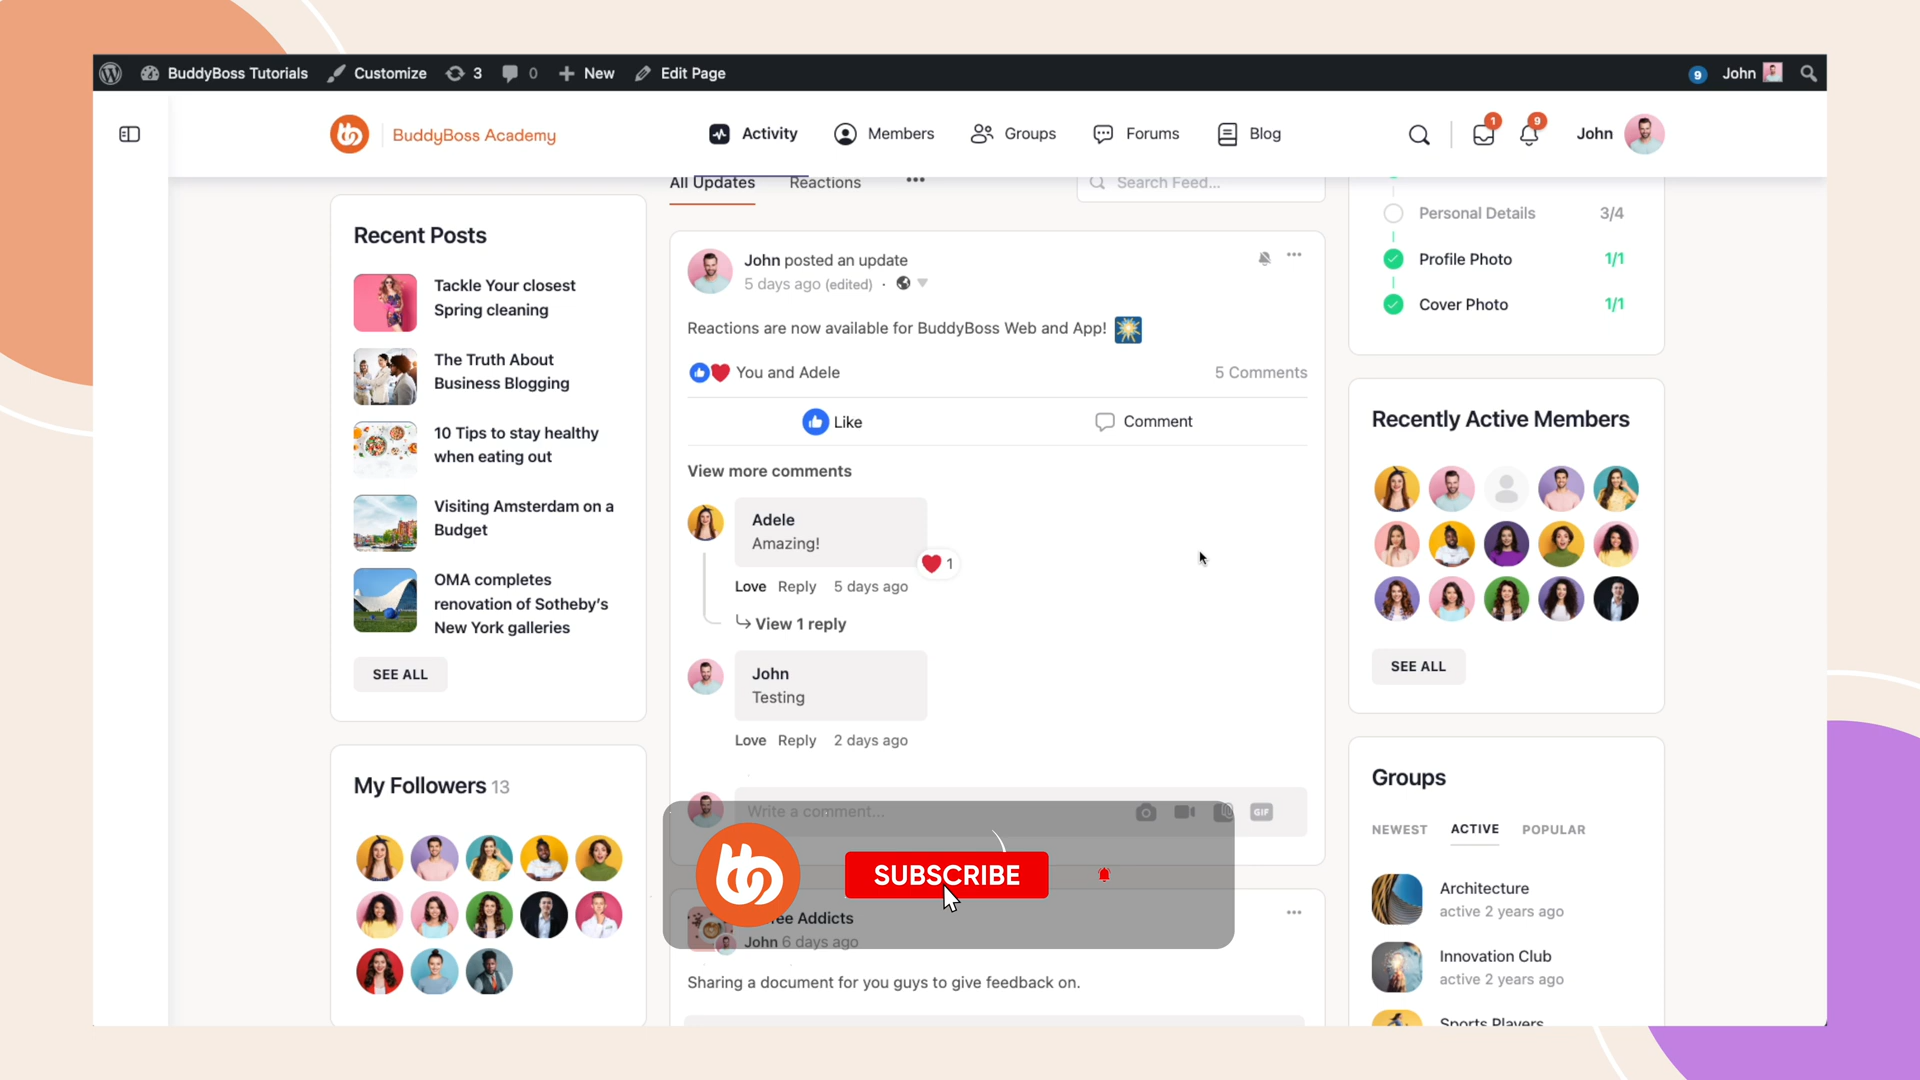 BuddyBoss Tutorials Customize 3 0 New Edit Page 9 John
BuddyBoss Academy Activity Members Groups Forums Blog 1 9 John
All Updates Reactions Search Feed...
Recent Posts
Tackle Your closest
Spring cleaning
The Truth About
Business Blogging
10 Tips to stay healthy
when eating out
Visiting Amsterdam on a
Budget
OMA completes
renovation of Sotheby's
New York galleries
SEE ALL
My Followers 13
John posted an update
5 days ago (edited) ·
Reactions are now available for BuddyBoss Web and App!
You and Adele 5 Comments
Like Comment
View more comments
Adele
Amazing!
1
Love Reply 5 days ago
View 1 reply
John
Testing
Love Reply 2 days ago
Write a comment... GIF
SUBSCRIBE
Addicts
John 6 days ago
Sharing a document for you guys to give feedback on.
Personal Details 3/4
Profile Photo 1/1
Cover Photo 1/1
Recently Active Members
SEE ALL
Groups
NEWEST ACTIVE POPULAR
Architecture
active 2 years ago
Innovation Club
active 2 years ago
Sports Players